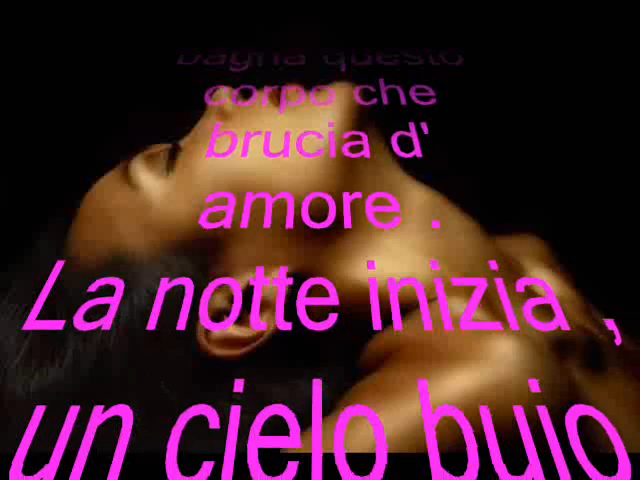 bagna questo
corpo che
brucia d'
amore .
La notte inizia ,
un cielo buio